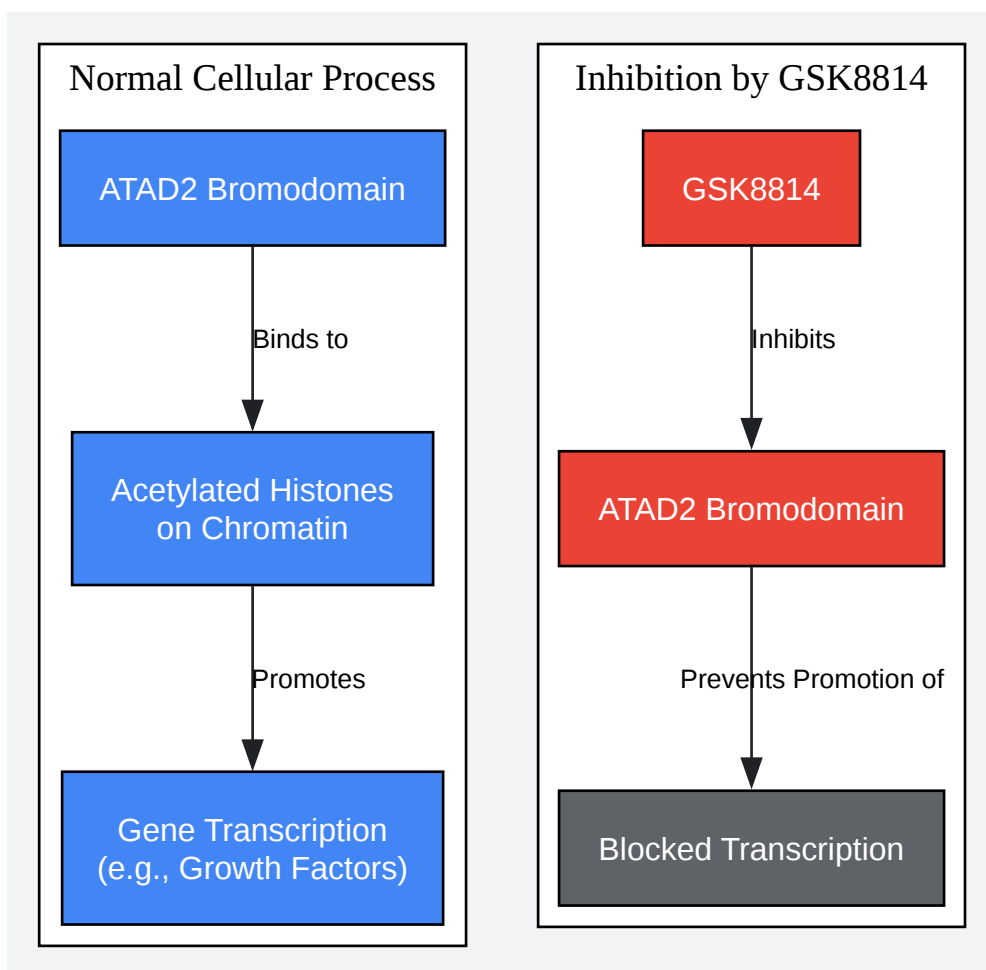 Normal Cellular Process
ATAD2 Bromodomain
Binds to
Acetylated Histones
on Chromatin
Promotes
Gene Transcription
(e.g., Growth Factors)
Inhibition by GSK8814
GSK8814
Inhibits
ATAD2 Bromodomain
Prevents Promotion of
Blocked Transcription